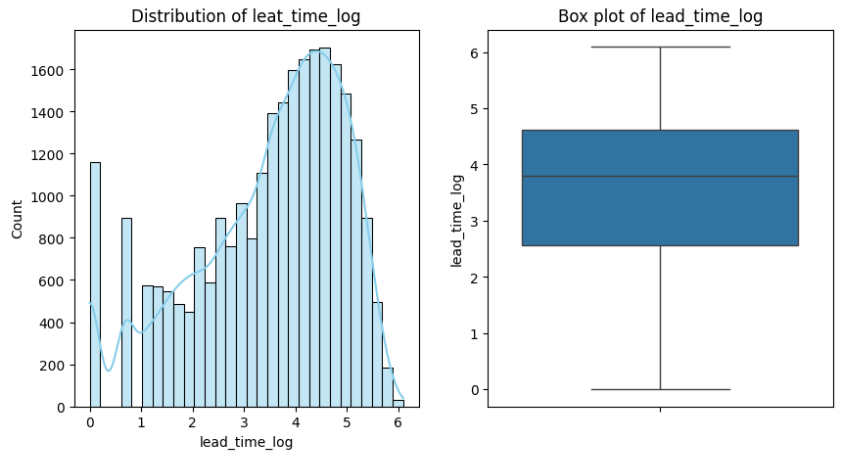 Distribution of leat_time_log
1600
1400
1200
1000
800
600
400
200
0
Count
0 1 2 3 4 5 6
lead_time_log
Box plot of lead_time_log
6
5
4
3
2
1
0
lead_time_log